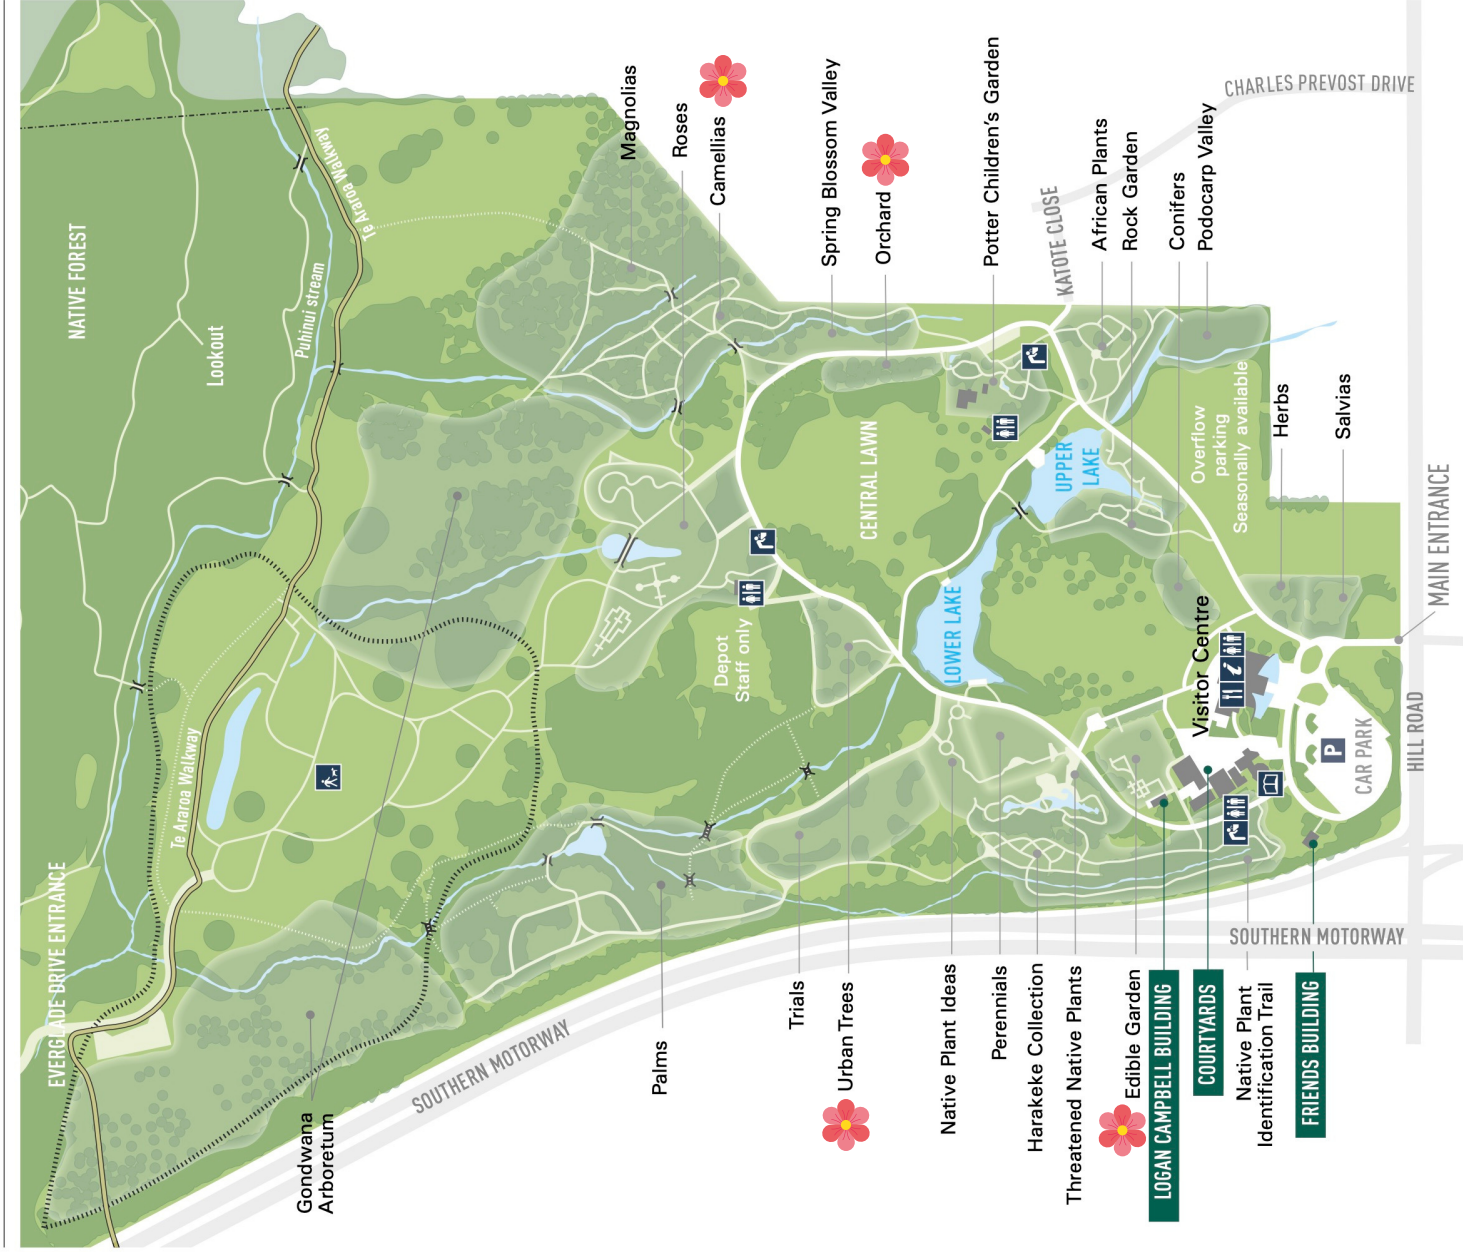 NATIVE FOREST
Lookout
Puhinui stream
Te Araroa Walkway
Te Araroa Walkway
EVERGLADE DRIVE ENTRANCE
Magnolias
Roses
Camellias
Spring Blossom Valley
Orchard
Potter Children's Garden
KATOTE CLOSE
CHARLES PREVOST DRIVE
African Plants
Rock Garden
Conifers
Podocarp Valley
Herbs
Salvias
MAIN ENTRANCE
HILL ROAD
CENTRAL LAWN
UPPER
LAKE
LOWER LAKE
Overflow
parking
Seasonally available
Depot
Staff only
Visitor Centre
i
P
CAR PARK
SOUTHERN MOTORWAY
SOUTHERN MOTORWAY
Gondwana
Arboretum
Palms
Trials
Urban Trees
Native Plant Ideas
Perennials
Harakeke Collection
Threatened Native Plants
Edible Garden
LOGAN CAMPBELL BUILDING
COURTYARDS
Native Plant
Identification Trail
FRIENDS BUILDING